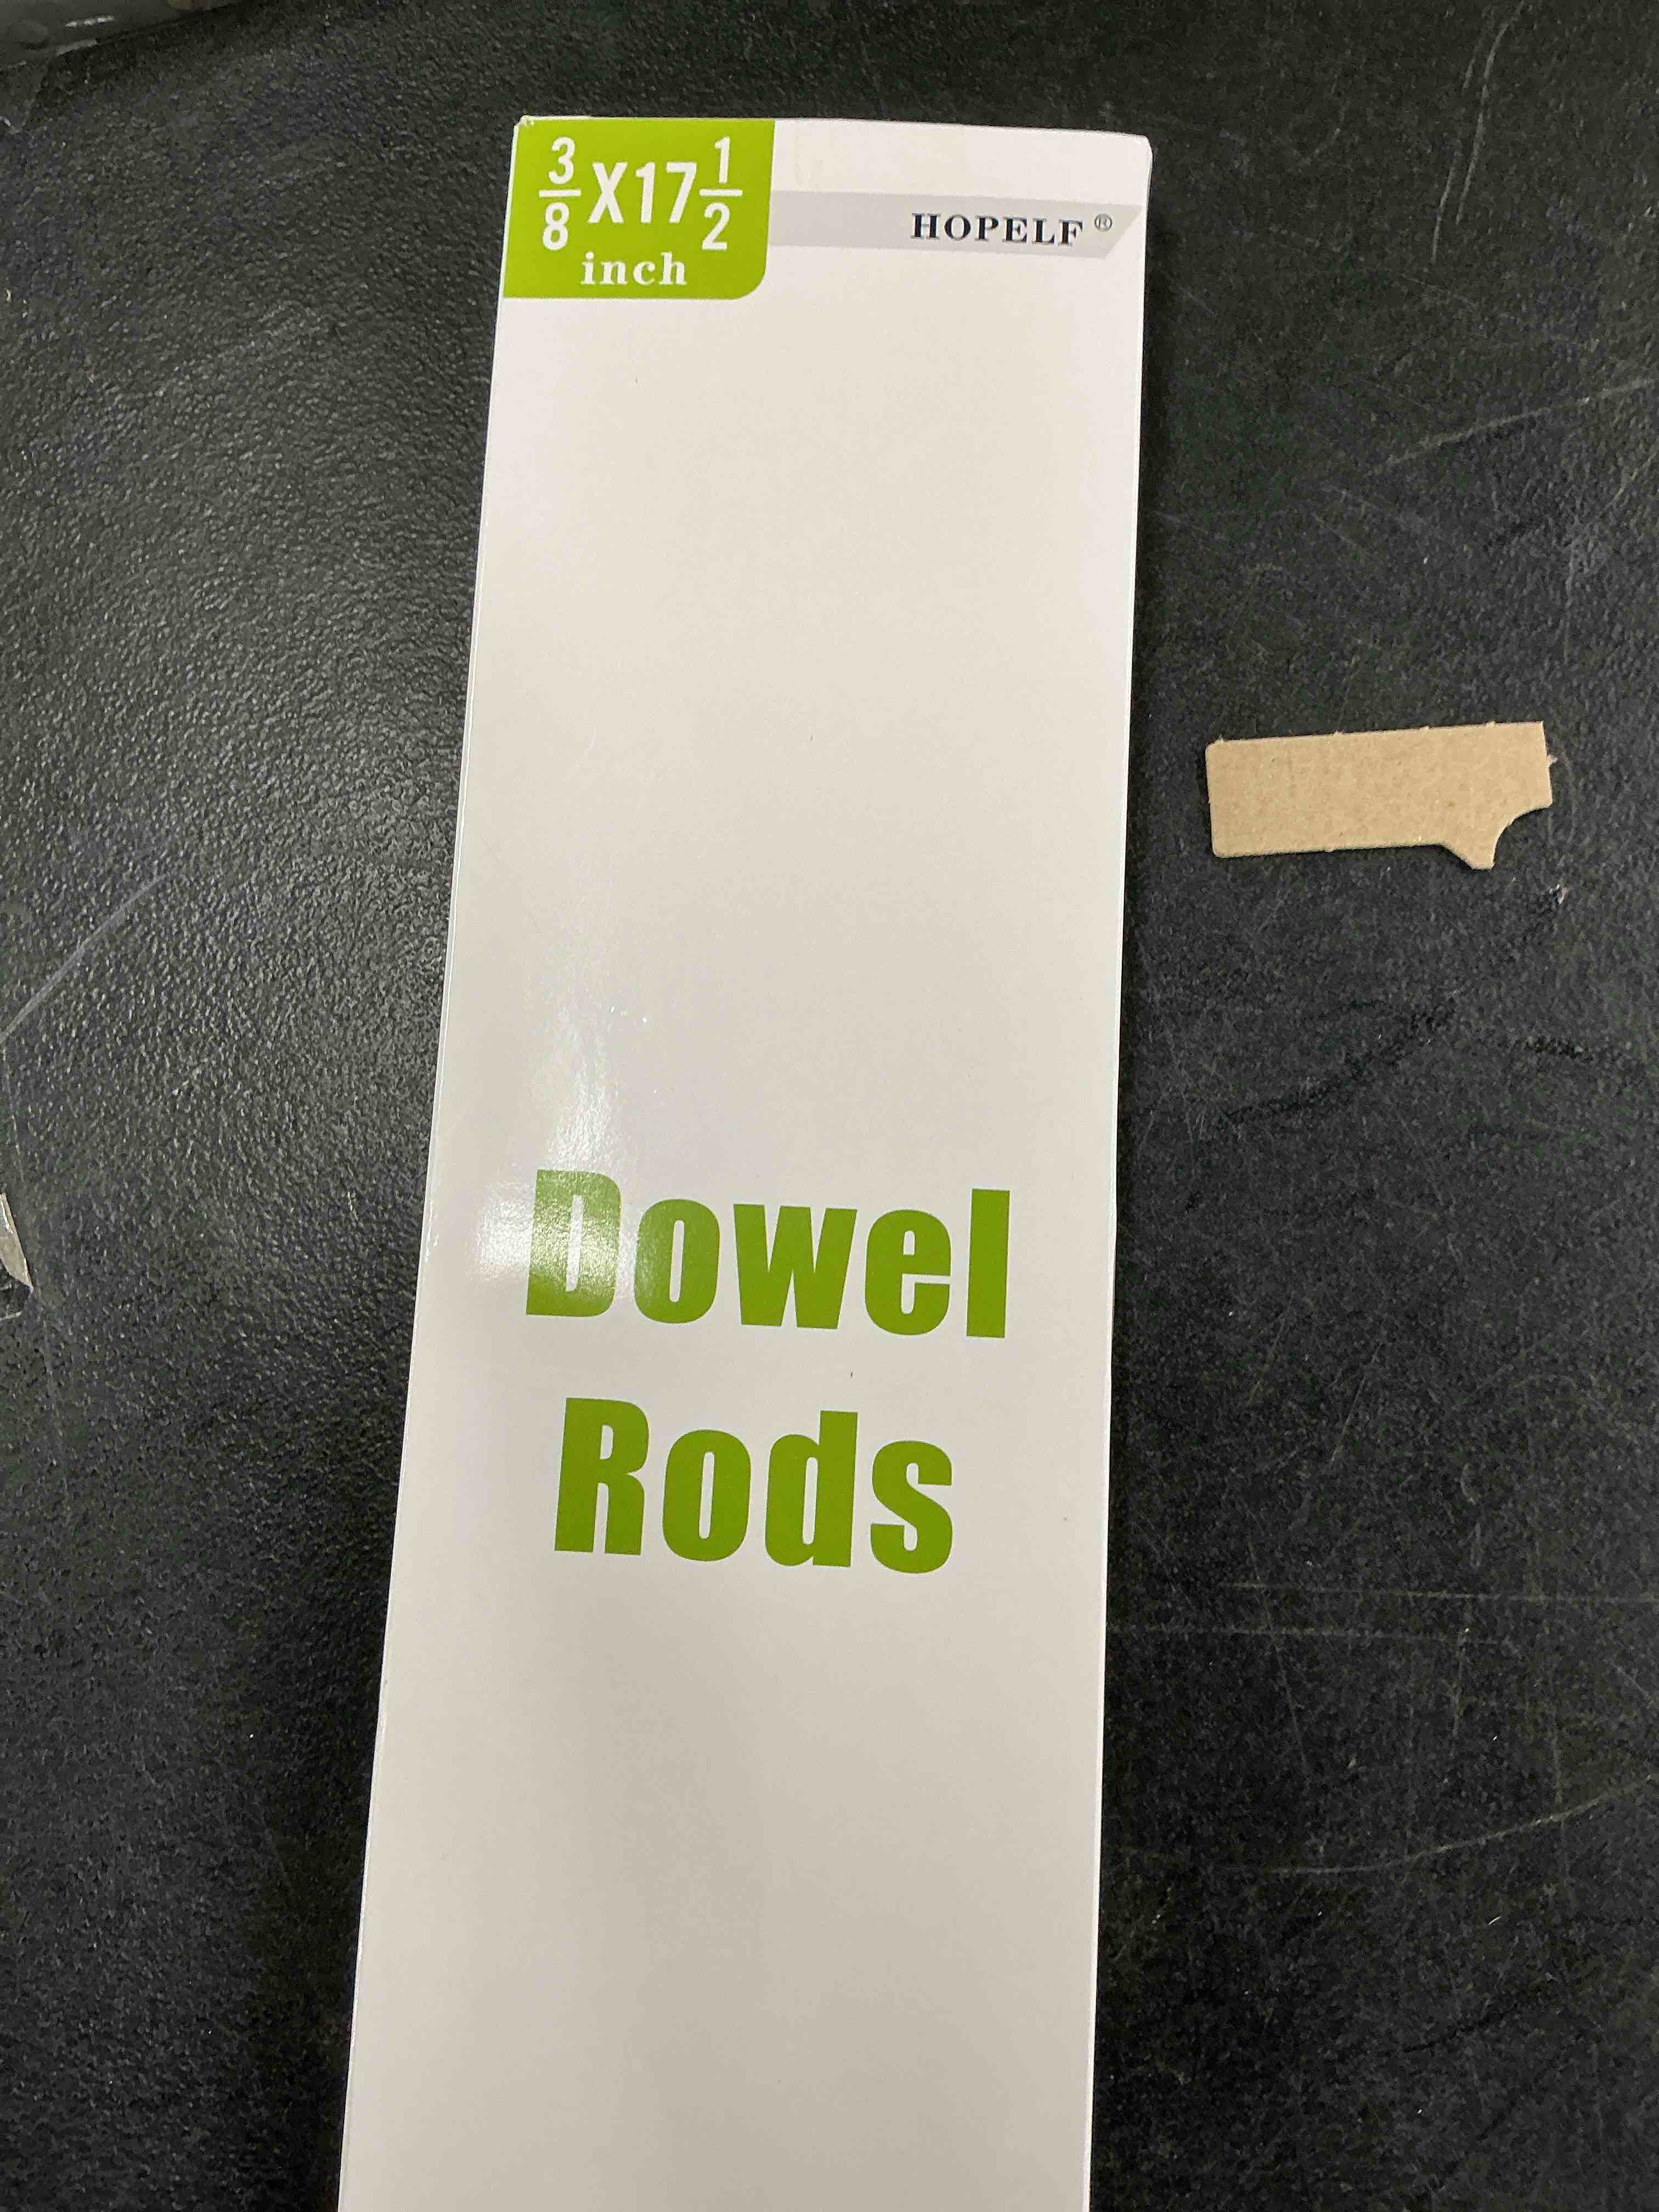 3/8 X17 1/2
inch
HOPELF ®
Dowel
Rods